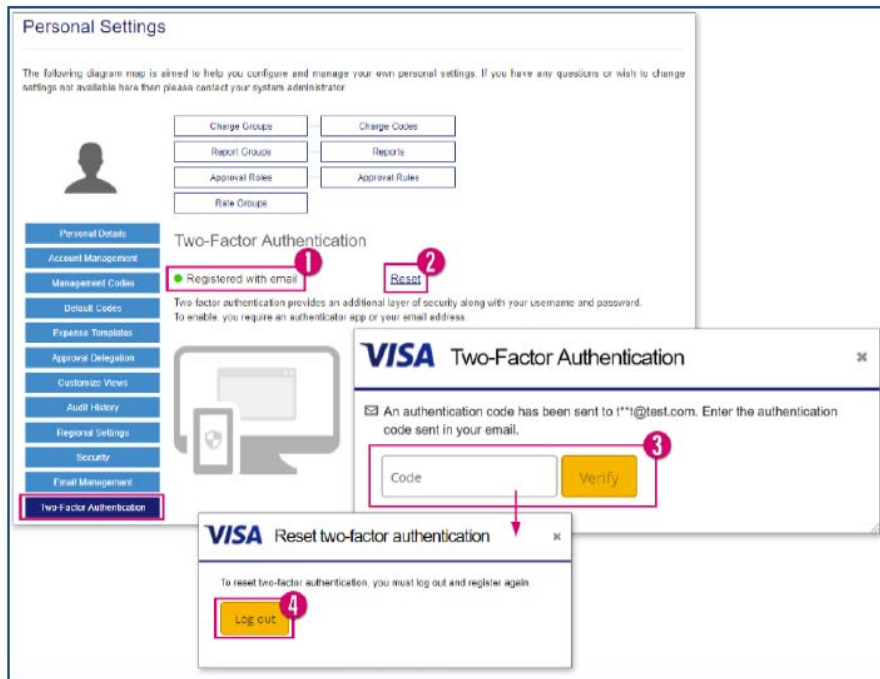 Personal Settings
The following diagram map is aimed to help you configure and manage your own personal settings. If you have any questions or wish to change
settings not available here then please contact your system administrator.
Charge Groups
Charge Codes
Report Groups
Reports
Approval Roles
Approval Rules
Rate Groups
Personal Details
Account Management
Management Codes
Default Codes
Expense Templates
Approval Delegation
Customize Views
Audit History
Regional Settings
Security
Email Management
Two-Factor Authentication
Two-Factor Authentication
1
2
Registered with email
Reset
Two-factor authentication provides an additional layer of security along with your username and password.
To enable, you require an authenticator app or your email address.
VISA Two-Factor Authentication ×
An authentication code has been sent to t**t@test.com. Enter the authentication
code sent in your email.
3
Code
Verify
VISA Reset two-factor authentication ×
To reset two-factor authentication, you must log out and register again.
4
Log out